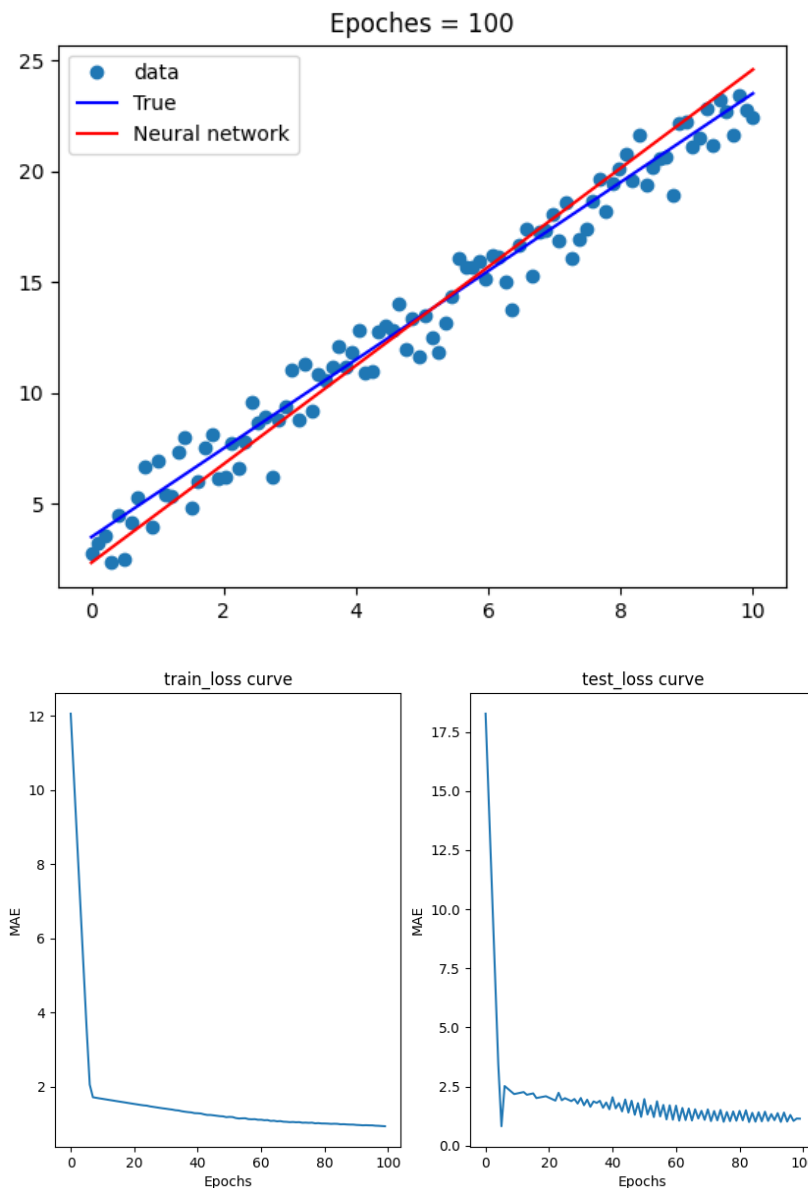 Epoches = 100
25
20
15
10
5
data
True
Neural network
0 2 4 6 8 10
train_loss curve
12
10
8
6
4
2
MAE
0 20 40 60 80 100
Epochs
test_loss curve
17.5
15.0
12.5
10.0
7.5
5.0
2.5
0.0
MAE
0 20 40 60 80 100
Epochs